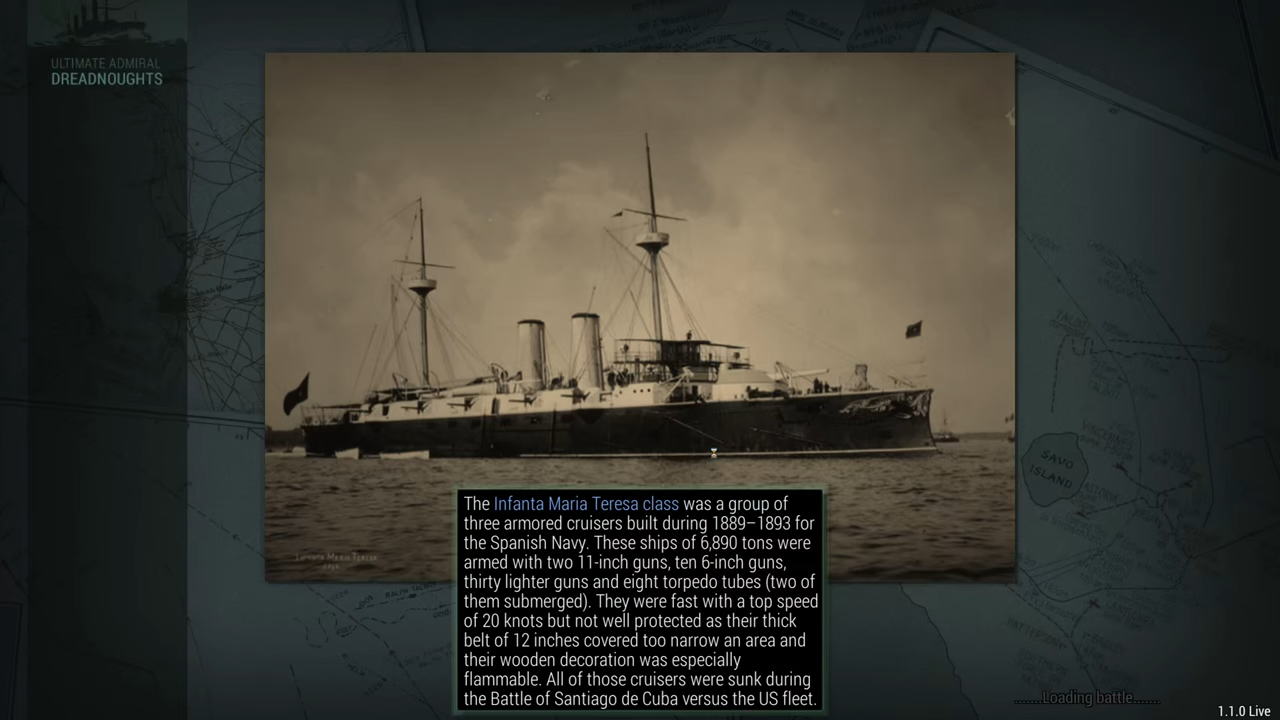 ULTIMATE ADMIRAL
DREADNOUGHTS
SAVO
ISLAND
The Infanta Maria Teresa class was a group of
three armored cruisers built during 1889–1893 for
the Spanish Navy. These ships of 6,890 tons were
armed with two 11-inch guns, ten 6-inch guns,
thirty lighter guns and eight torpedo tubes (two of
them submerged). They were fast with a top speed
of 20 knots but not well protected as their thick
belt of 12 inches covered too narrow an area and
their wooden decoration was especially
flammable. All of those cruisers were sunk during
the Battle of Santiago de Cuba versus the US fleet.
Infanta Maria Teresa
.......Loading battle.......
1.1.0 Live